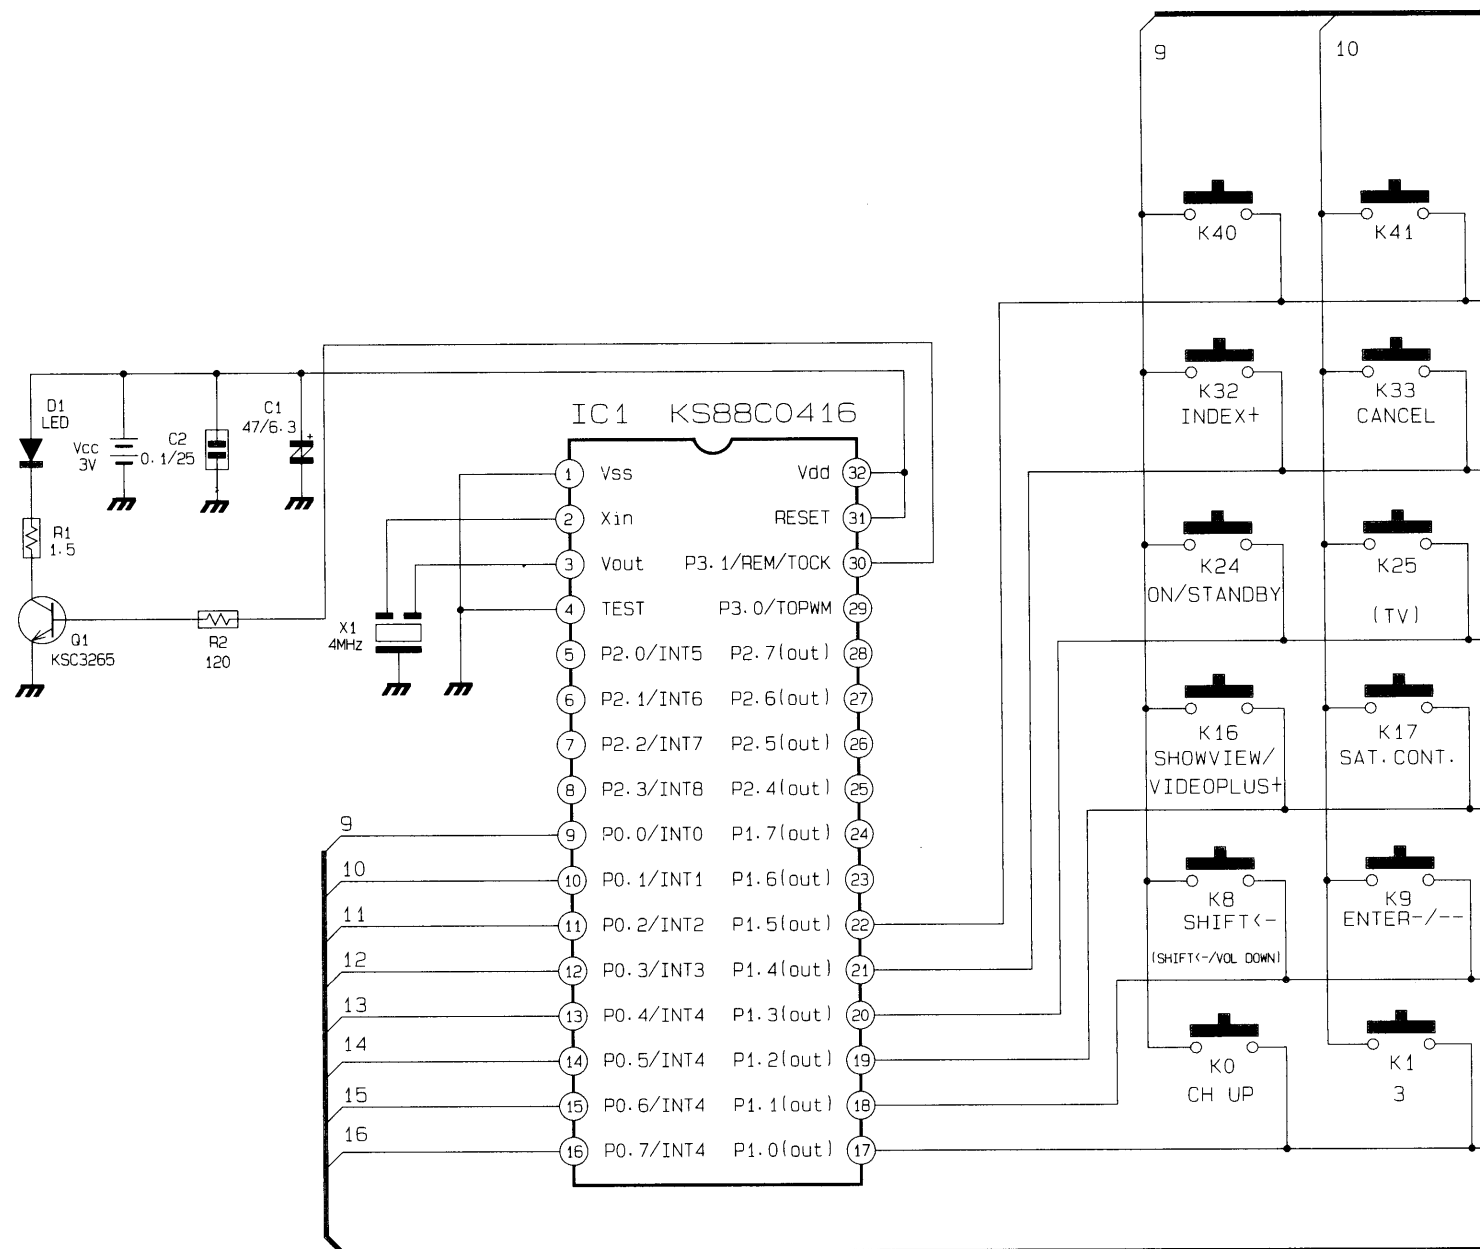 9
10
K40
K41
K32
INDEX+
K33
CANCEL
K24
ON/STANDBY
K25
(TV)
K16
SHOWVIEW/
VIDEOPLUS+
K17
SAT.CONT.
K8
SHIFT<-
(SHIFT<-/VOL DOWN)
K9
ENTER-/--
K0
CH UP
K1
3
D1
LED
Vcc
3V
C2
0.1/25
C1
47/6.3
+
R1
1.5
Q1
KSC3265
R2
120
X1
4MHz
IC1 KS88C0416
1 Vss Vdd 32
2 Xin RESET 31
3 Vout P3.1/REM/TOCK 30
4 TEST P3.0/TOPWM 29
5 P2.0/INT5 P2.7(out) 28
6 P2.1/INT6 P2.6(out) 27
7 P2.2/INT7 P2.5(out) 26
8 P2.3/INT8 P2.4(out) 25
9 9 P0.0/INT0 P1.7(out) 24
10 10 P0.1/INT1 P1.6(out) 23
11 11 P0.2/INT2 P1.5(out) 22
12 12 P0.3/INT3 P1.4(out) 21
13 13 P0.4/INT4 P1.3(out) 20
14 14 P0.5/INT4 P1.2(out) 19
15 15 P0.6/INT4 P1.1(out) 18
16 16 P0.7/INT4 P1.0(out) 17